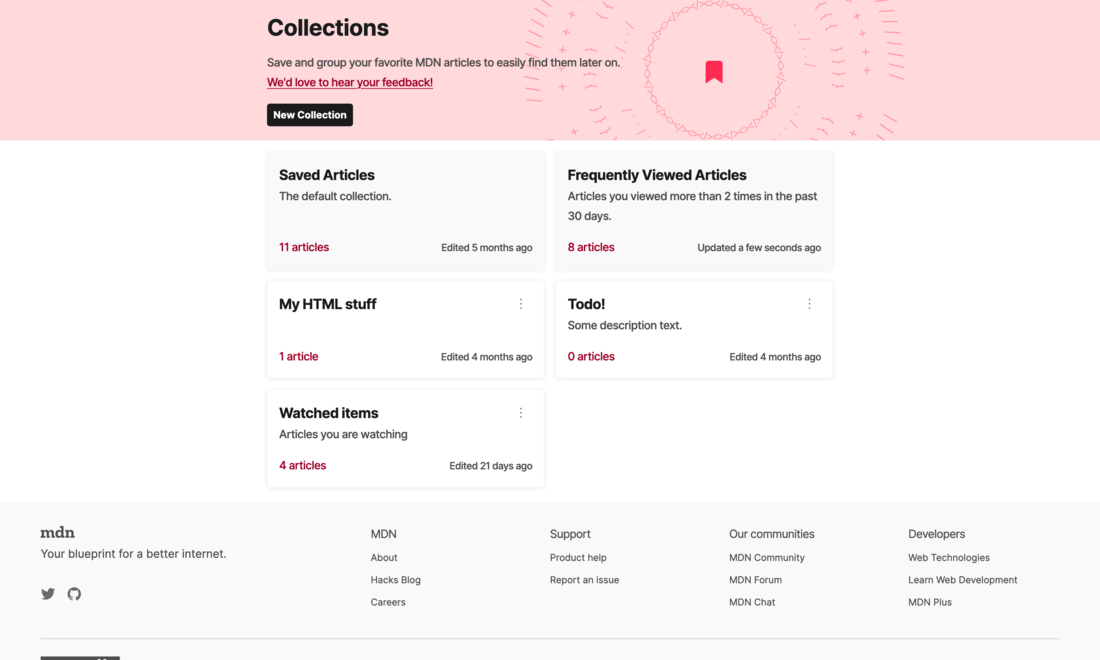 Collections
Save and group your favorite MDN articles to easily find them later on.
We'd love to hear your feedback!
New Collection
Saved Articles
The default collection.
11 articles
Edited 5 months ago
Frequently Viewed Articles
Articles you viewed more than 2 times in the past
30 days.
8 articles
Updated a few seconds ago
My HTML stuff
1 article
Edited 4 months ago
Todo!
Some description text.
0 articles
Edited 4 months ago
Watched items
Articles you are watching
4 articles
Edited 21 days ago
mdn
Your blueprint for a better internet.
MDN
About
Hacks Blog
Careers
Support
Product help
Report an issue
Our communities
MDN Community
MDN Forum
MDN Chat
Developers
Web Technologies
Learn Web Development
MDN Plus